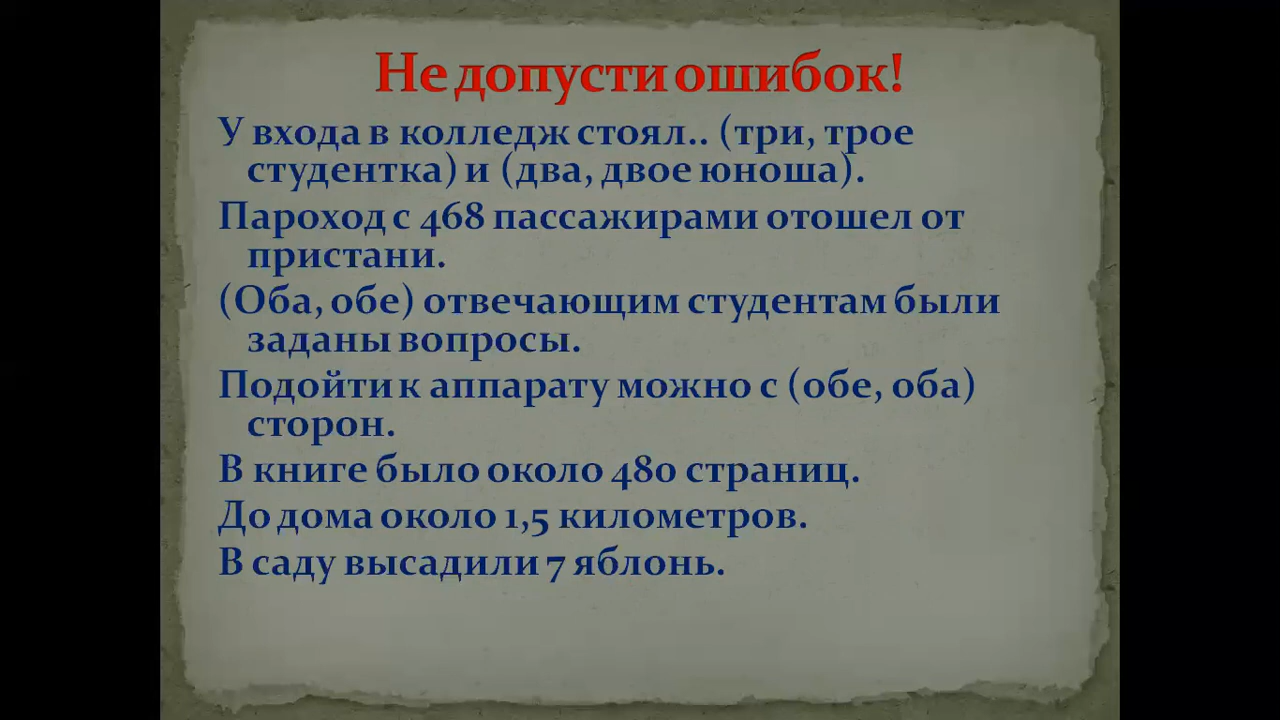 Не допусти ошибок!
У входа в колледж стоял.. (три, трое
студентка) и (два, двое юноша).
Пароход с 468 пассажирами отошел от
пристани.
(Оба, обе) отвечающим студентам были
заданы вопросы.
Подойти к аппарату можно с (обе, оба)
сторон.
В книге было около 480 страниц.
До дома около 1,5 километров.
В саду высадили 7 яблонь.